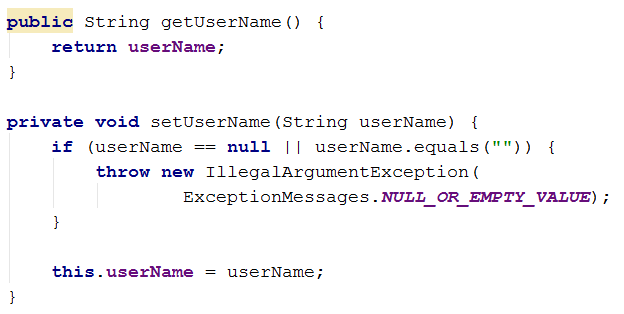 public String getUserName() {
    return userName;
}

private void setUserName(String userName) {
    if (userName == null || userName.equals("")) {
        throw new IllegalArgumentException(
                ExceptionMessages.NULL_OR_EMPTY_VALUE);
    }

    this.userName = userName;
}